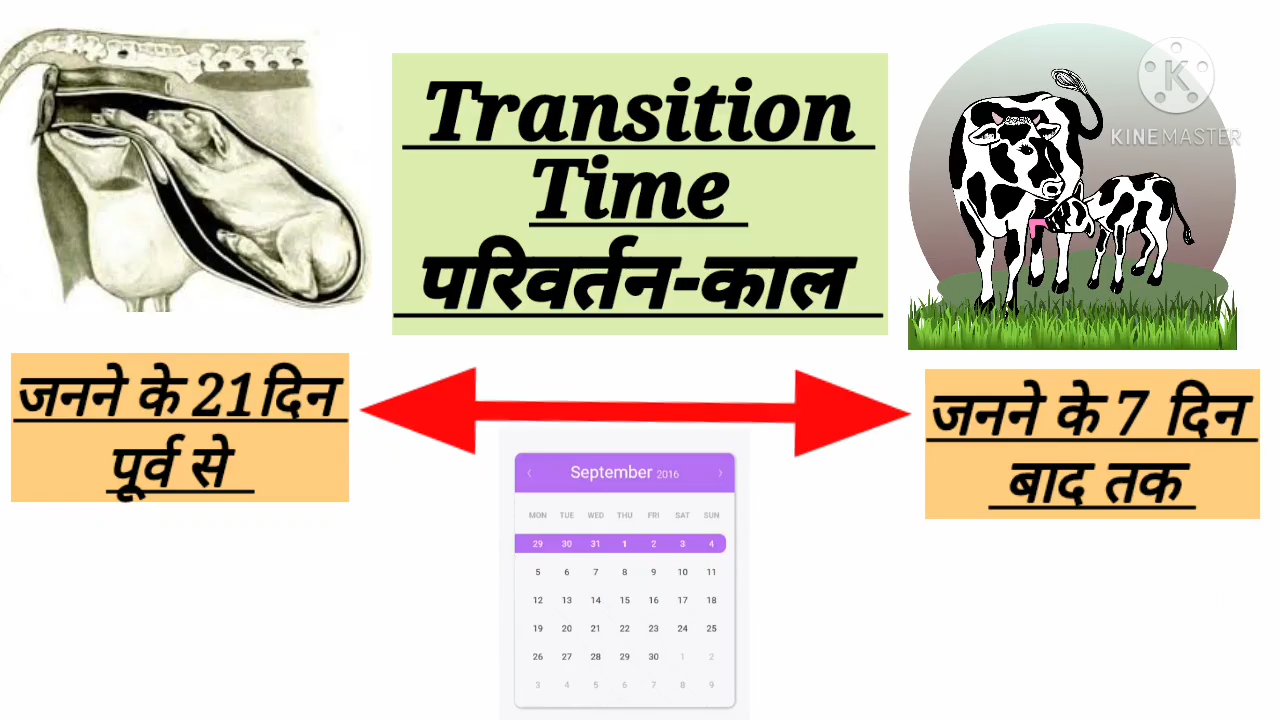 Transition
Time
परिवर्तन-काल
K
KINEMASTER
जनने के 21दिन
पूर्व से
जनने के 7 दिन
बाद तक
‹ September 2016 ›
MON TUE WED THU FRI SAT SUN
29 30 31 1 2 3 4
5 6 7 8 9 10 11
12 13 14 15 16 17 18
19 20 21 22 23 24 25
26 27 28 29 30 1 2
3 4 5 6 7 8 9